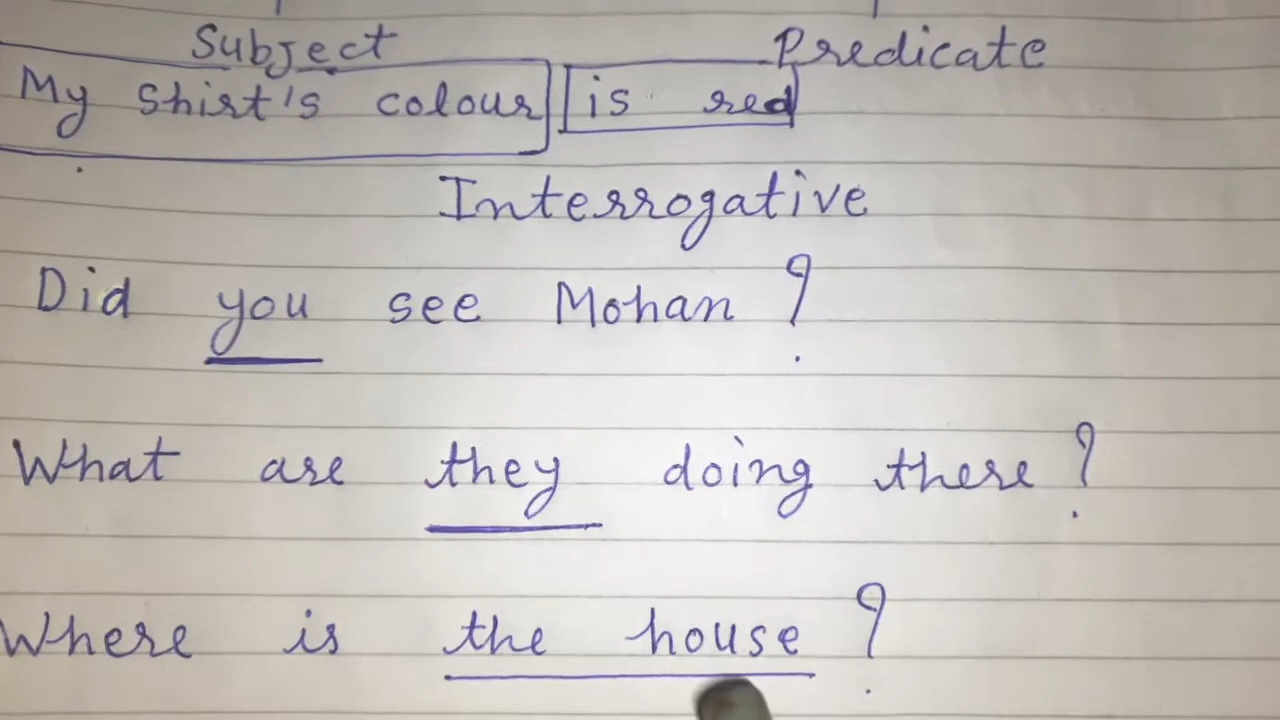 Subject Predicate
My shirt's colour is red
Interrogative
Did you see Mohan ?
What are they doing there ?
Where is the house ?